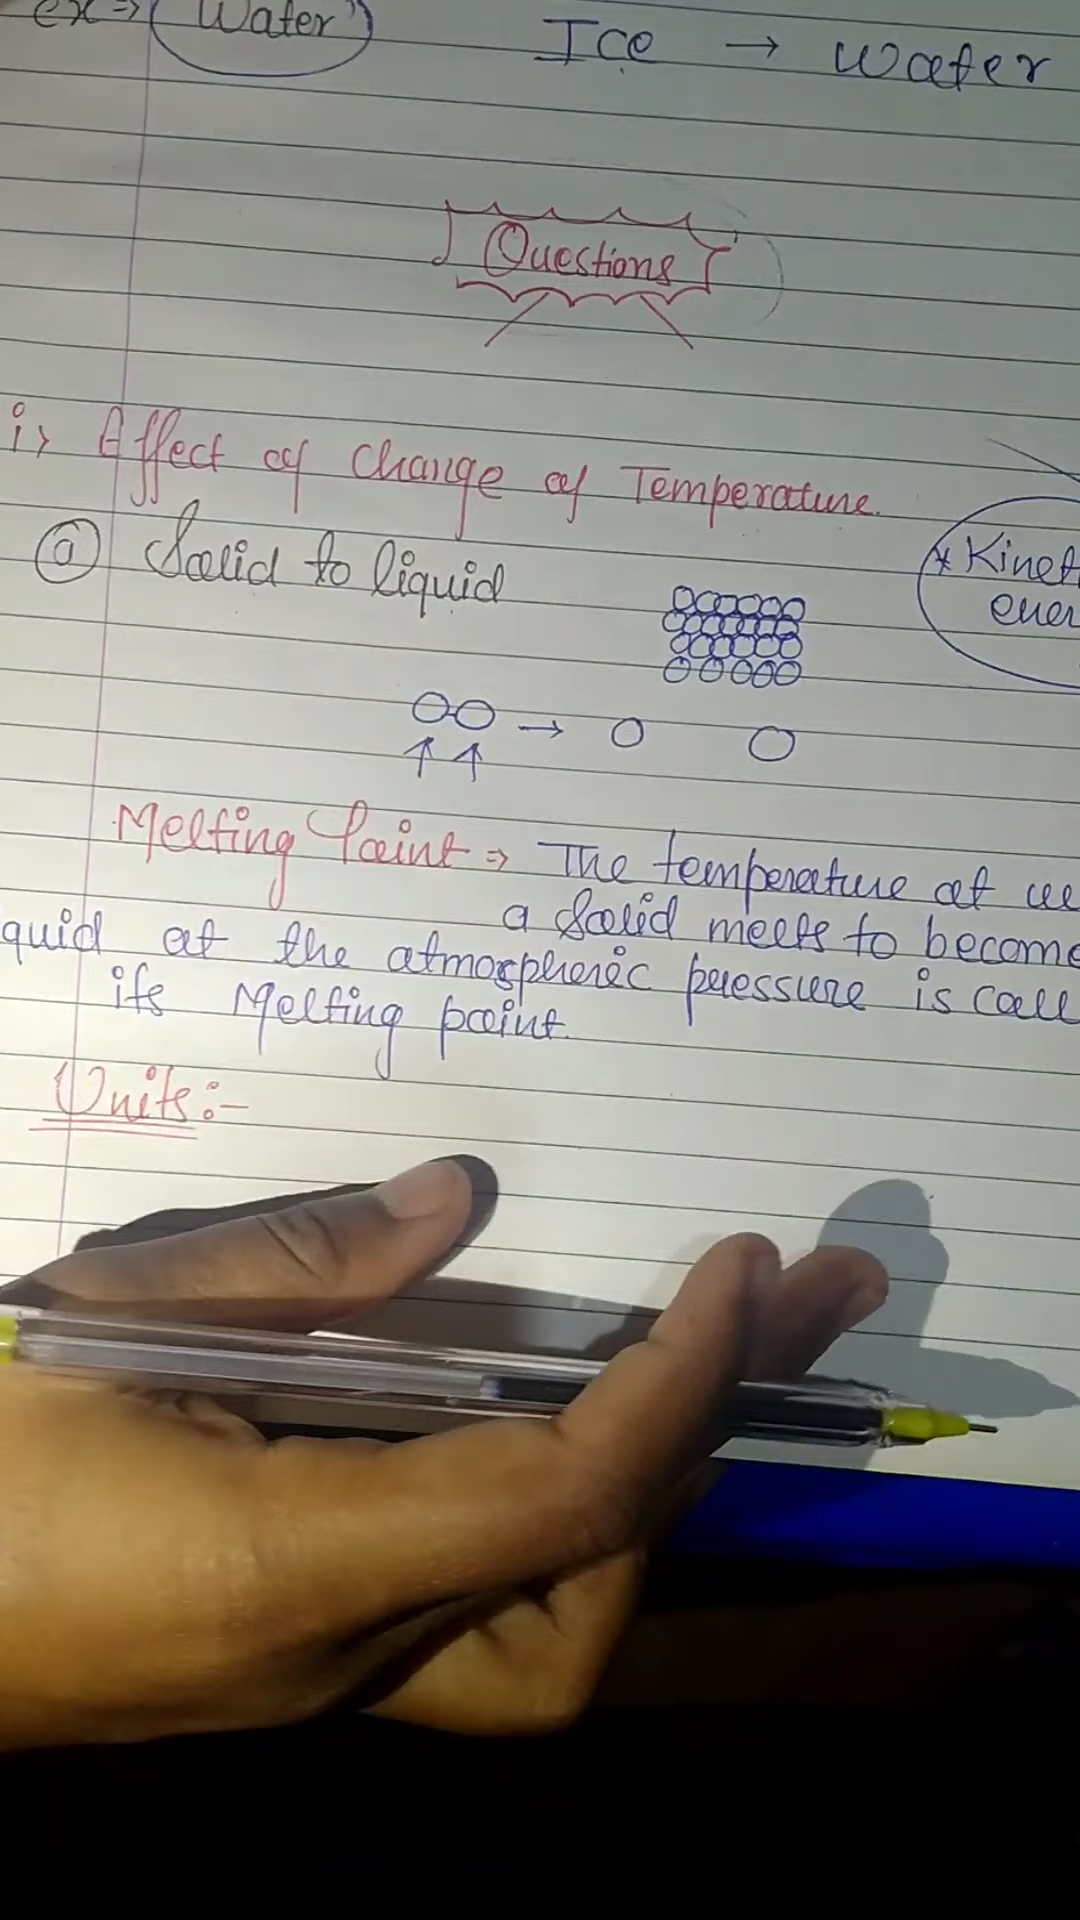 ex ⇒ Water Ice → Water
Questions
i> Affect of change of Temperature.
ⓐ Solid to liquid
* Kinet
ener
→
Melting Point ⇒ The temperature at w
a solid melts to become
quid at the atmospheric pressure is call
its Melting point.
Units:-